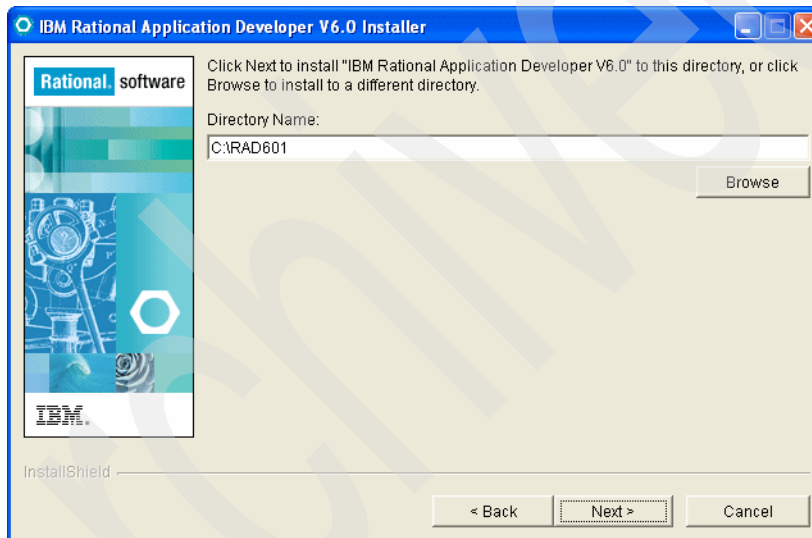 IBM Rational Application Developer V6.0 Installer
Rational. software
Click Next to install "IBM Rational Application Developer V6.0" to this directory, or click
Browse to install to a different directory.
Directory Name:
C:\RAD601
Browse
IBM.
InstallShield
< Back
Next >
Cancel